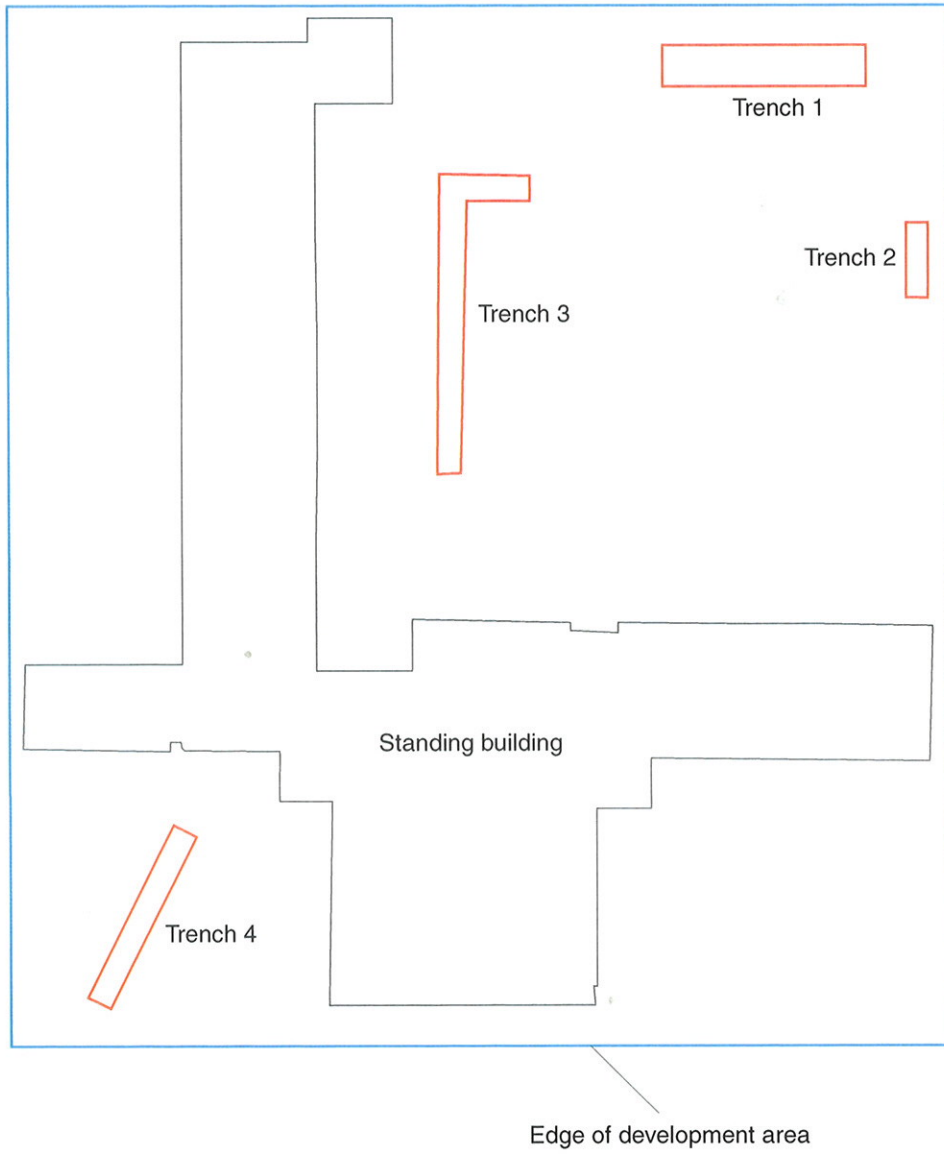 Trench 1
Trench 2
Trench 3
Standing building
Trench 4
Edge of development area